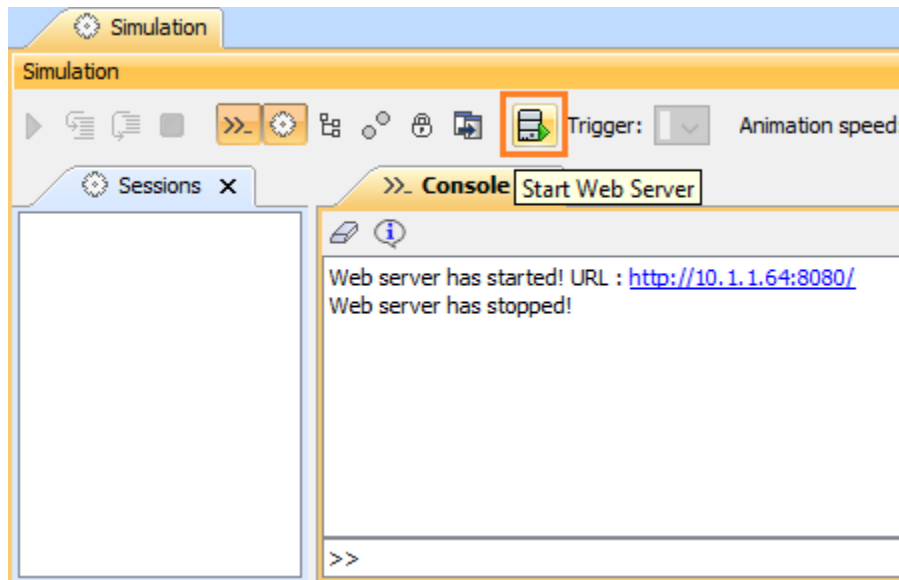 Simulation
Simulation
Trigger:
Animation speed
Sessions
Console
Start Web Server
Web server has started! URL : http://10.1.1.64:8080/
Web server has stopped!
>>